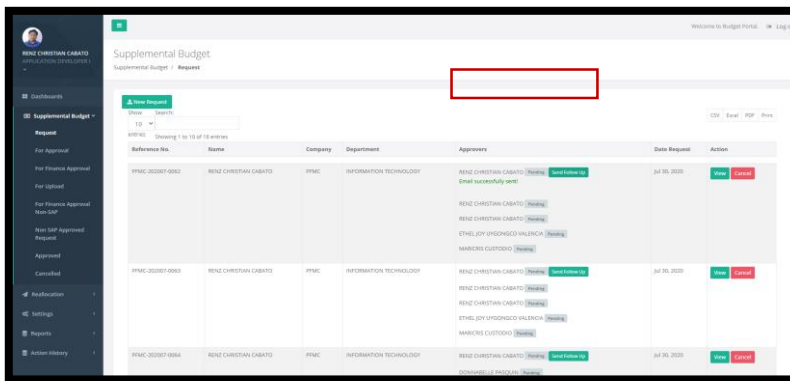 Welcome to Budget Portal.
Log out
RENZ CHRISTIAN CABATO
APPLICATION DEVELOPER I
Supplemental Budget
Supplemental Budget / Request
Dashboards
Supplemental Budget
Request
For Approval
For Finance Approval
For Upload
For Finance Approval
Non-SAP
Non SAP Approved
Request
Approved
Cancelled
Reallocation
Settings
Reports
Action History
New Request
Show
Search:
10
entries
Showing 1 to 10 of 18 entries
CSV Excel PDF Print
Reference No. Name Company Department Approvers Date Request Action
PPMC-202007-0062 RENZ CHRISTIAN CABATO PPMC INFORMATION TECHNOLOGY RENZ CHRISTIAN CABATO Pending Send Follow Up Jul 30, 2020 View Cancel
Email successfully sent!
RENZ CHRISTIAN CABATO Pending
RENZ CHRISTIAN CABATO Pending
ETHEL JOY UYGONGCO VALENCIA Pending
MARICRIS CUSTODIO Pending
PPMC-202007-0063 RENZ CHRISTIAN CABATO PPMC INFORMATION TECHNOLOGY RENZ CHRISTIAN CABATO Pending Send Follow Up Jul 30, 2020 View Cancel
RENZ CHRISTIAN CABATO Pending
RENZ CHRISTIAN CABATO Pending
ETHEL JOY UYGONGCO VALENCIA Pending
MARICRIS CUSTODIO Pending
PPMC-202007-0064 RENZ CHRISTIAN CABATO PPMC INFORMATION TECHNOLOGY RENZ CHRISTIAN CABATO Pending Send Follow Up Jul 30, 2020 View Cancel
DONNABELLE PASQUIN Pending